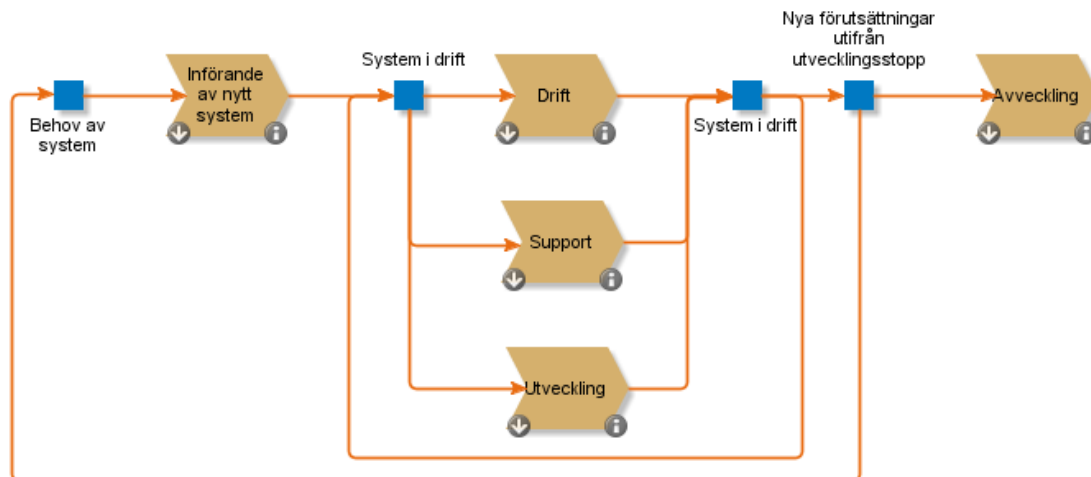 Behov av
system
Införande
av nytt
system
System i drift
Drift
Support
Utveckling
System i drift
Nya förutsättningar
utifrån
utvecklingsstopp
Avveckling